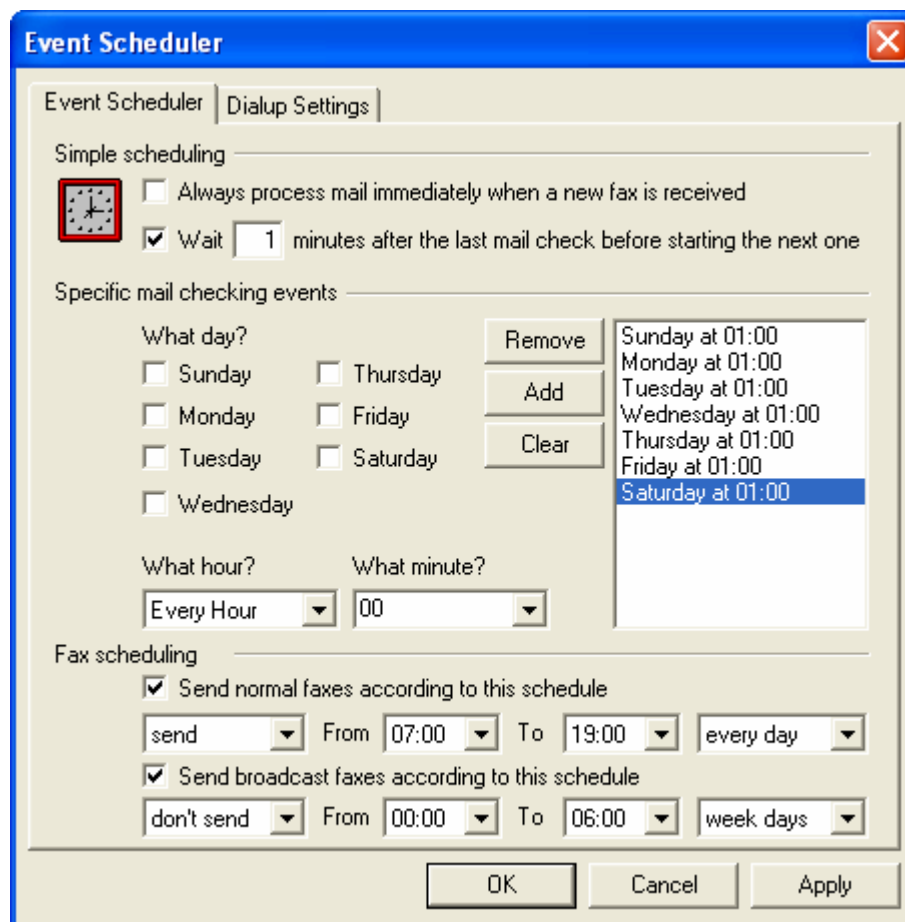 Event Scheduler
Event Scheduler Dialup Settings
Simple scheduling
Always process mail immediately when a new fax is received
Wait 1 minutes after the last mail check before starting the next one
Specific mail checking events
What day?
Sunday Thursday
Monday Friday
Tuesday Saturday
Wednesday
Remove
Add
Clear
Sunday at 01:00
Monday at 01:00
Tuesday at 01:00
Wednesday at 01:00
Thursday at 01:00
Friday at 01:00
Saturday at 01:00
What hour? What minute?
Every Hour 00
Fax scheduling
Send normal faxes according to this schedule
send From 07:00 To 19:00 every day
Send broadcast faxes according to this schedule
don't send From 00:00 To 06:00 week days
OK Cancel Apply